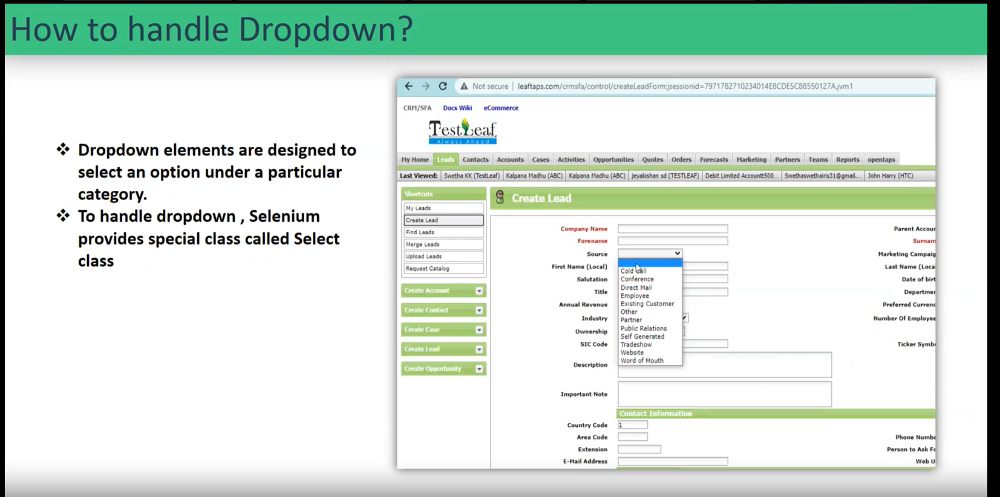 How to handle Dropdown?
❖ Dropdown elements are designed to
select an option under a particular
category.
❖ To handle dropdown , Selenium
provides special class called Select
class
Not secure | leaftaps.com/crmsfa/control/createLeadForm;jsessionid=7971782710234014E8CDE5C88550127A.jvm1
CRM/SFA Docs Wiki eCommerce
TestLeaf
Always Ahead
My Home Leads Contacts Accounts Cases Activities Opportunities Quotes Orders Forecasts Marketing Partners Teams Reports opentaps
Last Viewed: Swetha KK (TestLeaf) Kalpana Madhu (ABC) Kalpana Madhu (ABC) jeyakishan sd (TESTLEAF) Debit Limited Accountt500... Swethaswethairis31@gmail.... John Harry (HTC)
Shortcuts
My Leads
Create Lead
Find Leads
Merge Leads
Upload Leads
Request Catalog
Create Account
Create Contact
Create Case
Create Lead
Create Opportunity
Create Lead
Company Name Parent Accour
Forename Surnam
Source Marketing Campaig
First Name (Local) Last Name (Loca
Salutation Date of birt
Title Departmer
Annual Revenue Preferred Currenc
Industry Number Of Employee
Ownership
SIC Code Ticker Symb
Description
Important Note
Cold Call
Conference
Direct Mail
Employee
Existing Customer
Other
Partner
Public Relations
Self Generated
Tradeshow
Website
Word of Mouth
Contact Information
Country Code 1
Area Code Phone Numbe
Extension Person to Ask Fo
E-Mail Address Web U